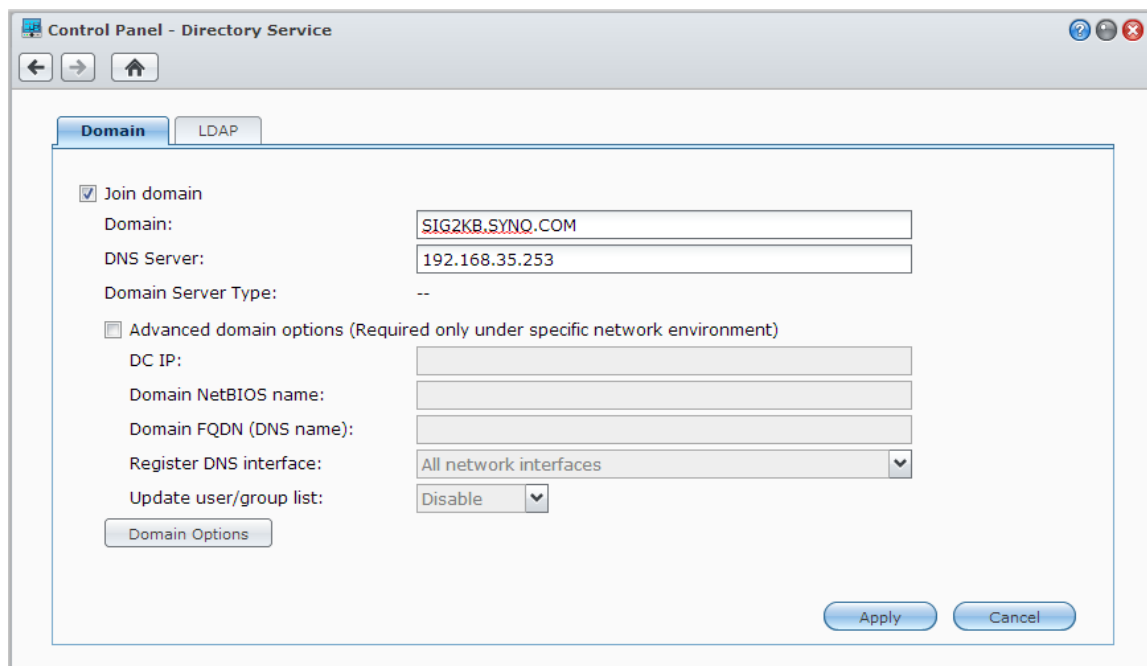 Control Panel - Directory Service
Domain
LDAP
Join domain
Domain: SIG2KB.SYNO.COM
DNS Server: 192.168.35.253
Domain Server Type: --
Advanced domain options (Required only under specific network environment)
DC IP:
Domain NetBIOS name:
Domain FQDN (DNS name):
Register DNS interface: All network interfaces
Update user/group list: Disable
Domain Options
Apply
Cancel